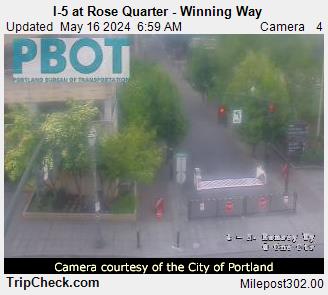 I-5 at Rose Quarter - Winning Way
Updated May 16 2024 6:59 AM Camera 4
PBOT
PORTLAND BUREAU OF TRANSPORTATION
Camera courtesy of the City of Portland
TripCheck.com Milepost302.00